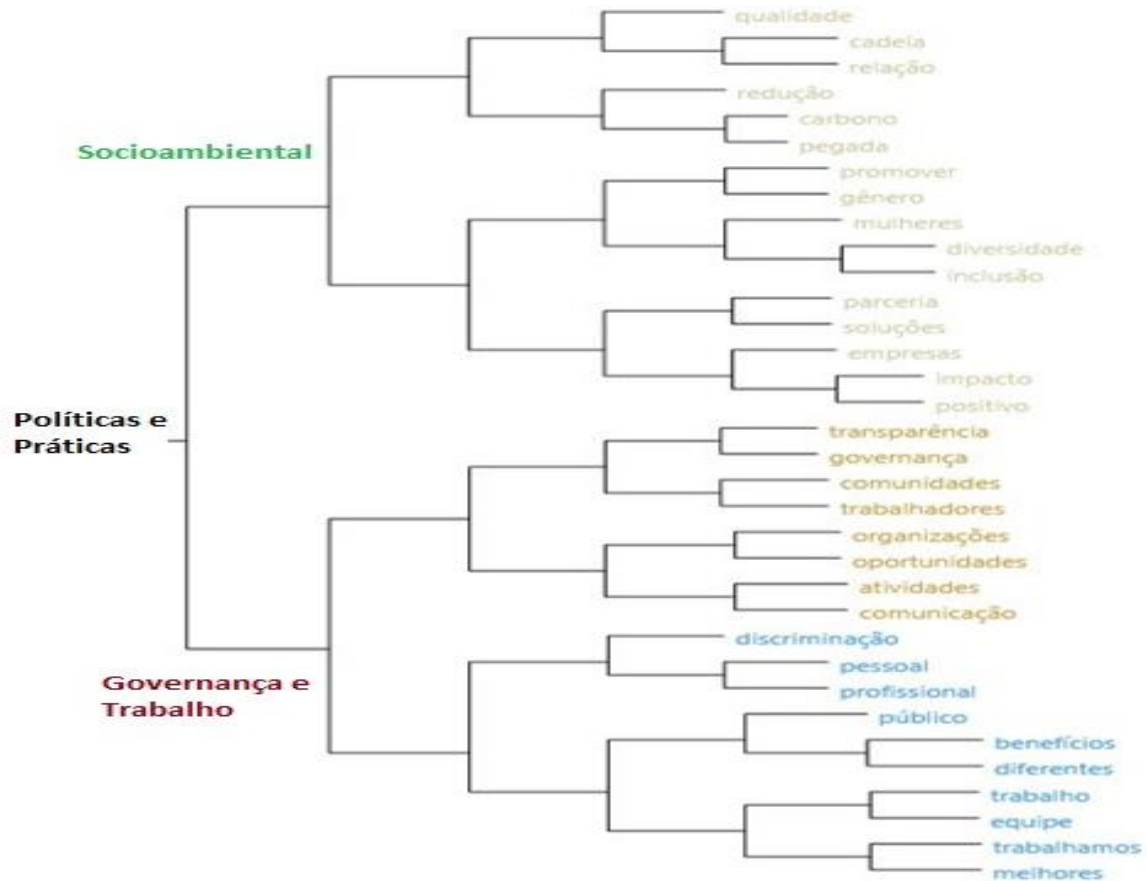 qualidade
cadeia
relação
redução
carbono
pegada
Socioambiental
promover
gênero
mulheres
diversidade
inclusão
parceria
soluções
empresas
impacto
positivo
Políticas e
Práticas
transparência
governança
comunidades
trabalhadores
organizações
oportunidades
atividades
comunicação
discriminação
pessoal
profissional
Governança e
Trabalho
público
benefícios
diferentes
trabalho
equipe
trabalhamos
melhores